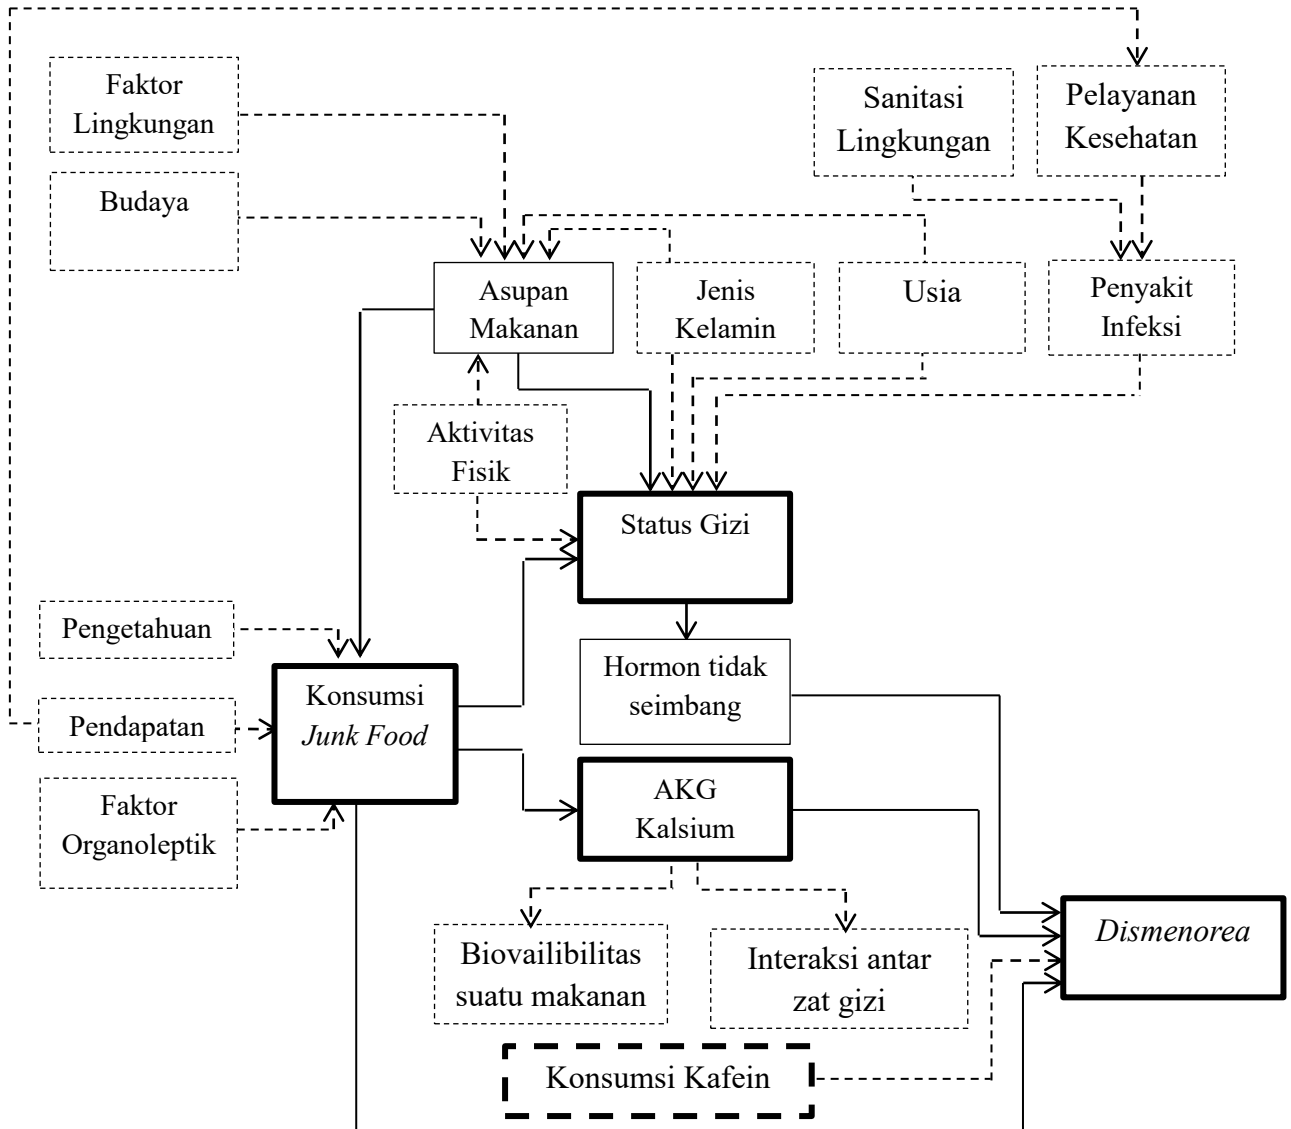 Faktor
Lingkungan
Sanitasi
Lingkungan
Pelayanan
Kesehatan
Budaya
Asupan
Makanan
Jenis
Kelamin
Usia
Penyakit
Infeksi
Aktivitas
Fisik
Status Gizi
Pengetahuan
Konsumsi
Junk Food
Hormon tidak
seimbang
Pendapatan
Faktor
Organoleptik
AKG
Kalsium
Biovailibilitas
suatu makanan
Interaksi antar
zat gizi
Dismenorea
Konsumsi Kafein